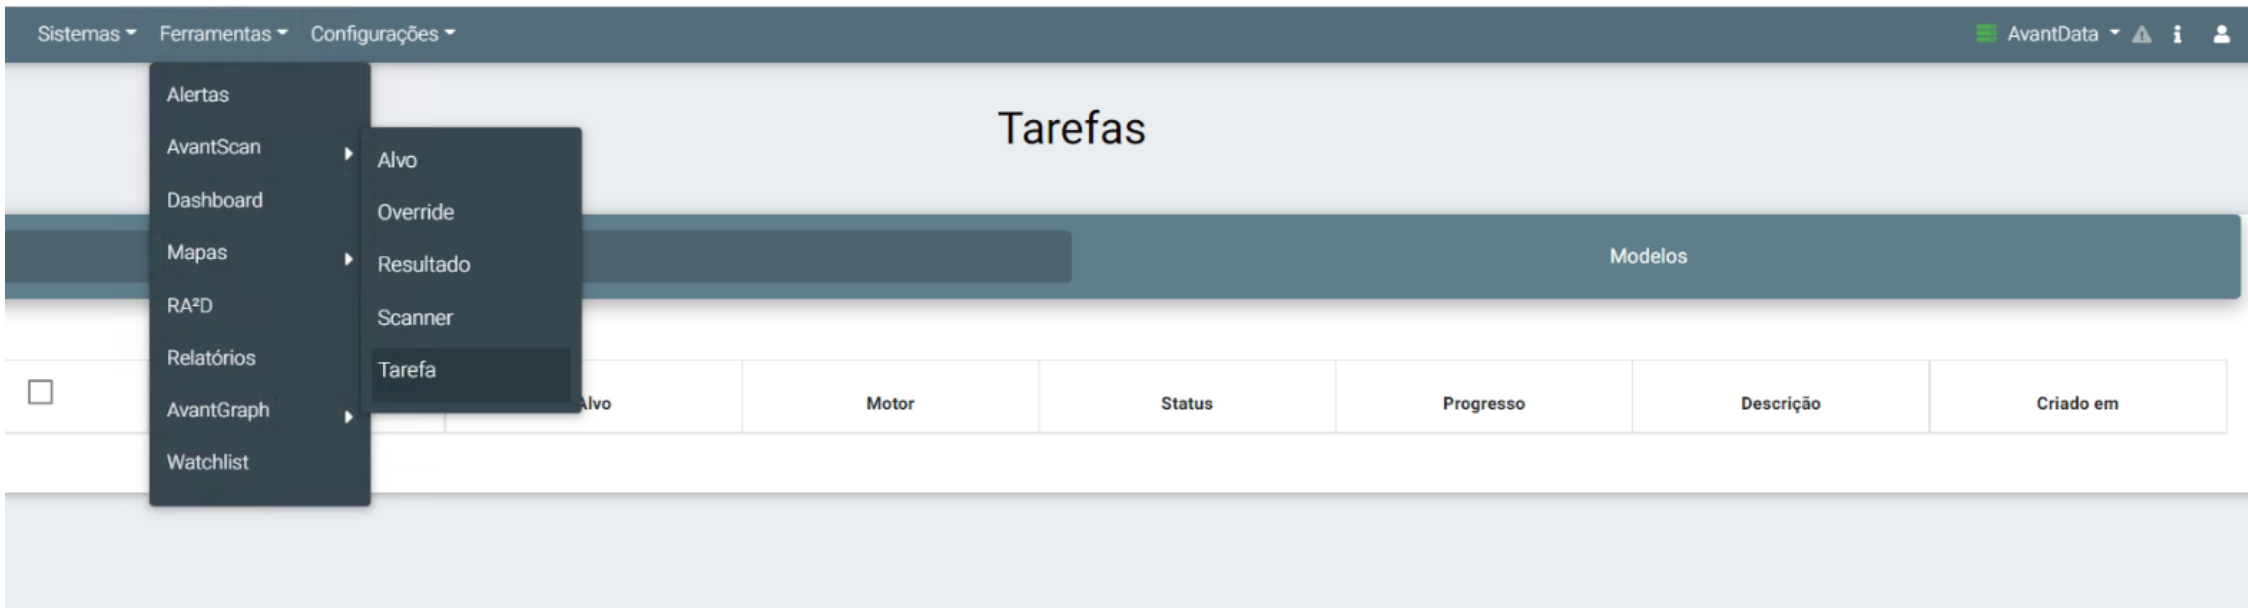 Sistemas Ferramentas Configurações AvantData
Alertas
AvantScan
Dashboard
Mapas
RA²D
Relatórios
AvantGraph
Watchlist
Alvo
Override
Resultado
Scanner
Tarefa
Tarefas
Modelos
Alvo Motor Status Progresso Descrição Criado em